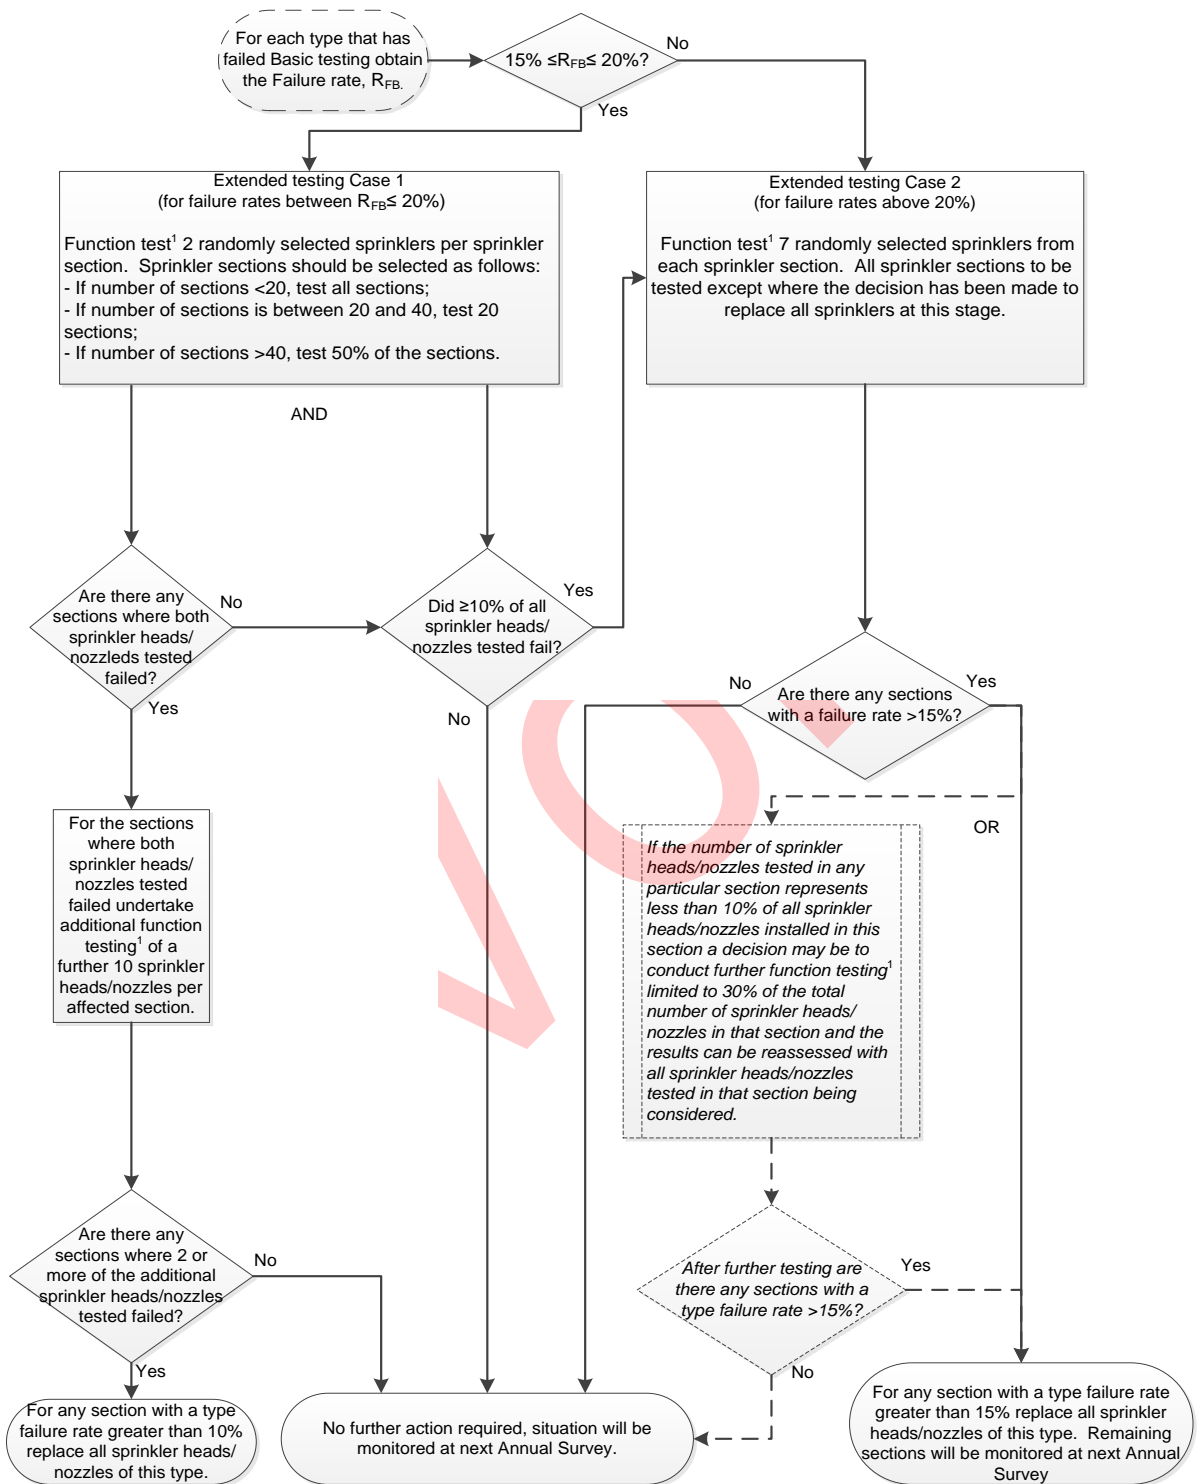 For each type that has
failed Basic testing obtain
the Failure rate, R_FB.
15% ≤R_FB≤ 20%?
No
Yes
Extended testing Case 1
(for failure rates between R_FB≤ 20%)
Function test¹ 2 randomly selected sprinklers per sprinkler
section. Sprinkler sections should be selected as follows:
- If number of sections <20, test all sections;
- If number of sections is between 20 and 40, test 20
sections;
- If number of sections >40, test 50% of the sections.
Extended testing Case 2
(for failure rates above 20%)
Function test¹ 7 randomly selected sprinklers from
each sprinkler section. All sprinkler sections to be
tested except where the decision has been made to
replace all sprinklers at this stage.
AND
Are there any
sections where both
sprinkler heads/
nozzleds tested
failed?
No
Yes
Did ≥10% of all
sprinkler heads/
nozzles tested fail?
Yes
No
Are there any sections
with a failure rate >15%?
No
Yes
For the sections
where both
sprinkler heads/
nozzles tested
failed undertake
additional function
testing¹ of a
further 10 sprinkler
heads/nozzles per
affected section.
OR
If the number of sprinkler
heads/nozzles tested in any
particular section represents
less than 10% of all sprinkler
heads/nozzles installed in this
section a decision may be to
conduct further function testing¹
limited to 30% of the total
number of sprinkler heads/
nozzles in that section and the
results can be reassessed with
all sprinkler heads/nozzles
tested in that section being
considered.
Are there any
sections where 2 or
more of the additional
sprinkler heads/nozzles
tested failed?
No
Yes
After further testing are
there any sections with a
type failure rate >15%?
Yes
No
For any section with a type
failure rate greater than 10%
replace all sprinkler heads/
nozzles of this type.
No further action required, situation will be
monitored at next Annual Survey.
For any section with a type failure rate
greater than 15% replace all sprinkler
heads/nozzles of this type. Remaining
sections will be monitored at next Annual
Survey